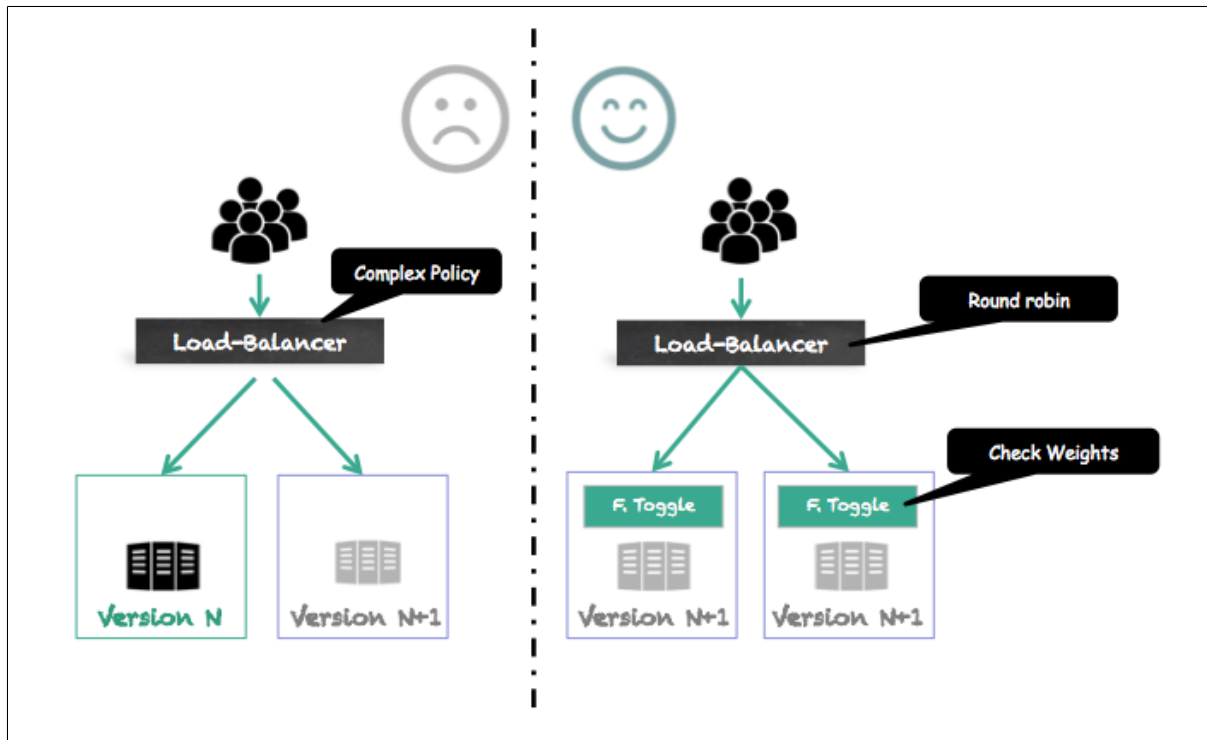 Complex Policy
Load-Balancer
Version N
Version N+1
Round robin
Load-Balancer
Check Weights
F. Toggle
F. Toggle
Version N+1
Version N+1